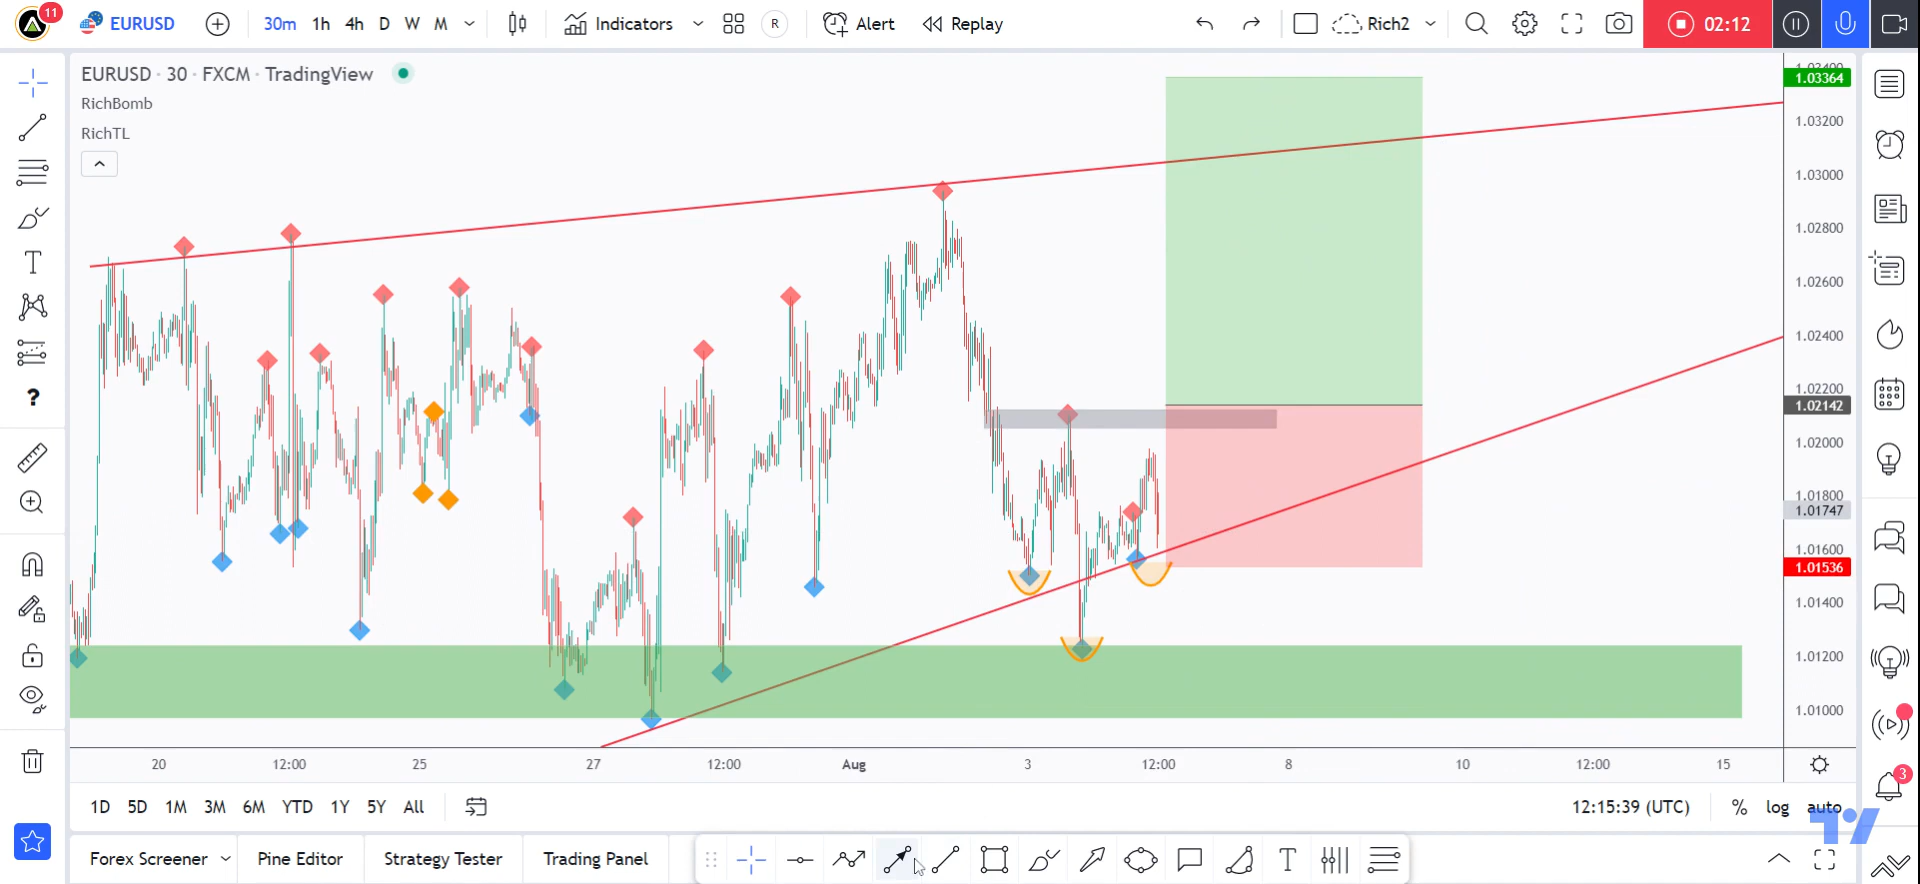 11
EURUSD
30m 1h 4h D W M
Indicators
R
Alert
Replay
Rich2
02:12
EURUSD · 30 · FXCM · TradingView
RichBomb
RichTL
1.03400
1.03364
1.03200
1.03000
1.02800
1.02600
1.02400
1.02200
1.02142
1.02000
1.01800
1.01747
1.01600
1.01536
1.01400
1.01200
1.01000
T
?
20 12:00 25 27 12:00 Aug 3 12:00 8 10 12:00 15
1D 5D 1M 3M 6M YTD 1Y 5Y All
12:15:39 (UTC) % log auto
3
Forex Screener Pine Editor Strategy Tester Trading Panel
T